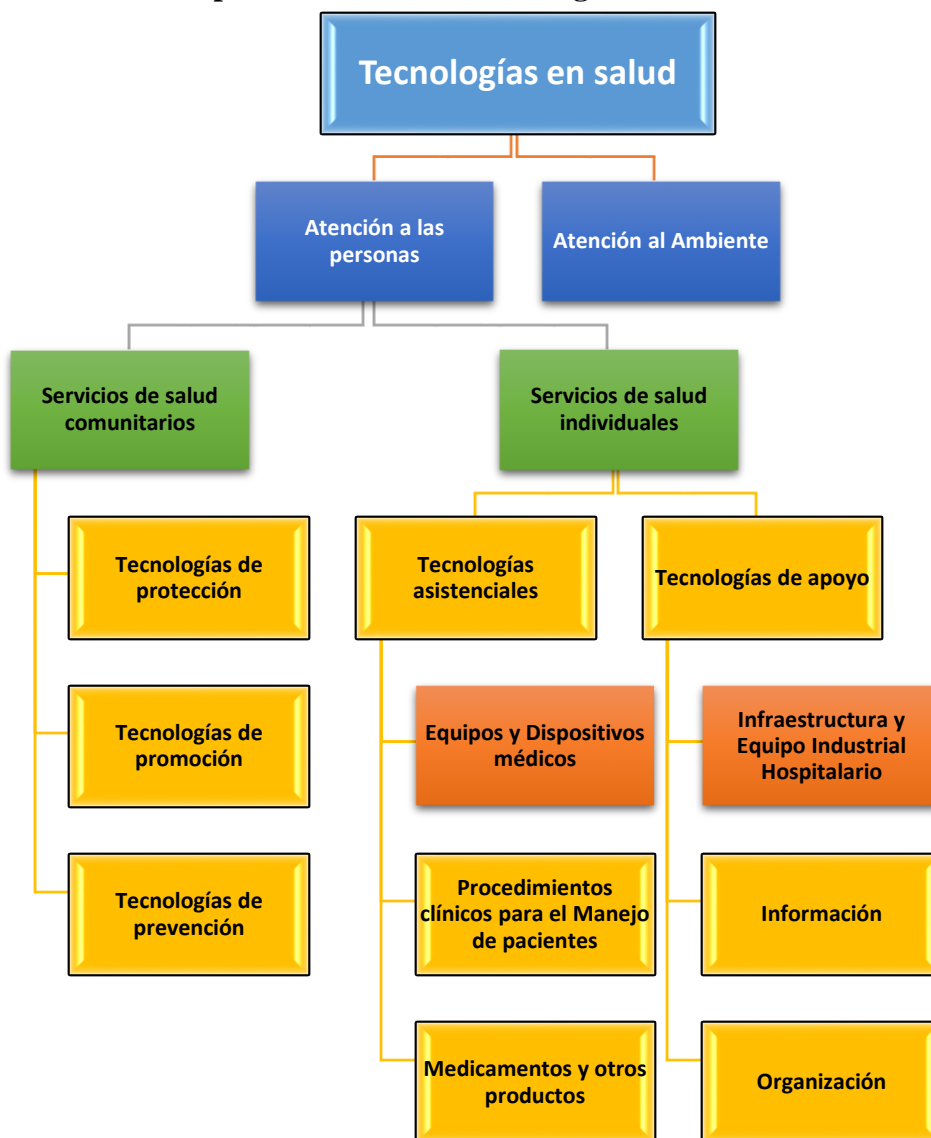 Tecnologías en salud
Atención a las
personas
Atención al Ambiente
Servicios de salud
comunitarios
Servicios de salud
individuales
Tecnologías de
protección
Tecnologías
asistenciales
Tecnologías de apoyo
Tecnologías de
promoción
Equipos y Dispositivos
médicos
Infraestructura y
Equipo Industrial
Hospitalario
Tecnologías de
prevención
Procedimientos
clínicos para el Manejo
de pacientes
Información
Medicamentos y otros
productos
Organización